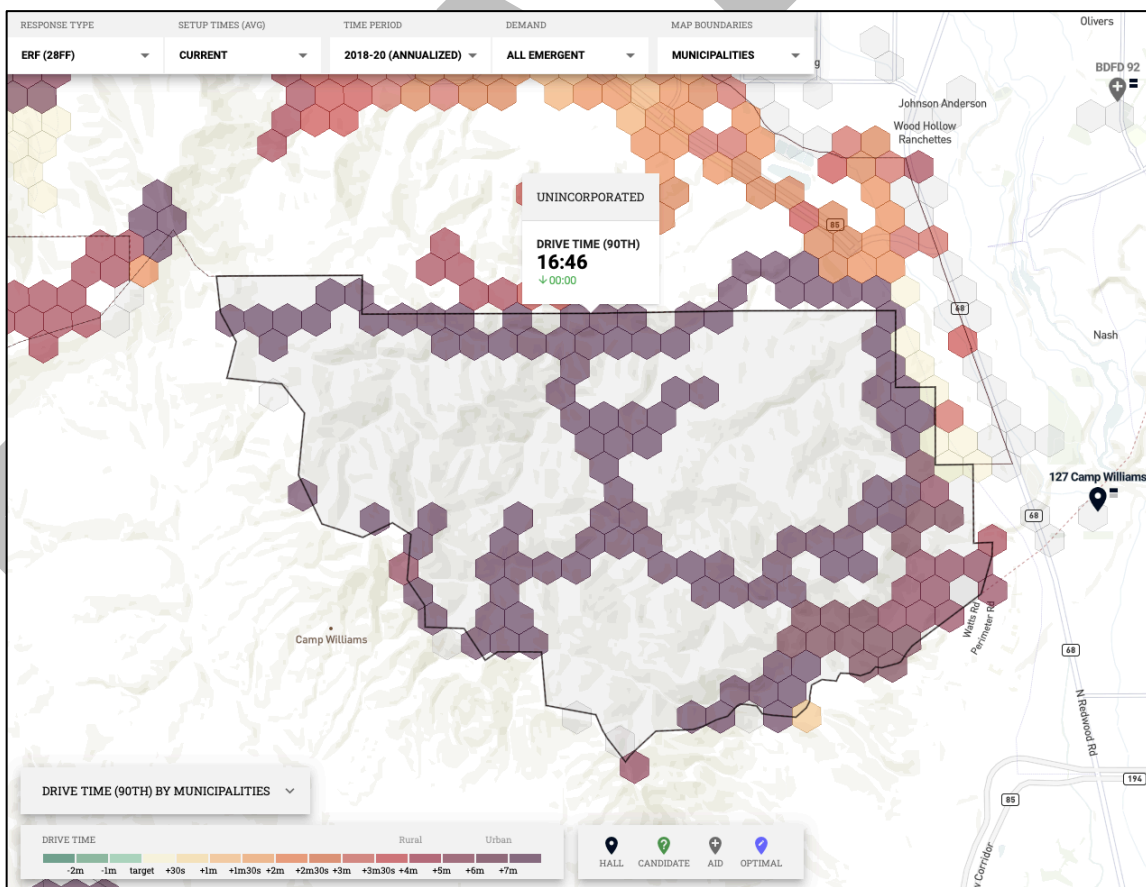 RESPONSE TYPE
SETUP TIMES (AVG)
TIME PERIOD
DEMAND
MAP BOUNDARIES
ERF (28FF)
CURRENT
2018-20 (ANNUALIZED)
ALL EMERGENT
MUNICIPALITIES
Olivers
BDFD 92
Johnson Anderson
Wood Hollow
Ranchettes
UNINCORPORATED
DRIVE TIME (90TH)
16:46
↓00:00
85
68
Nash
127 Camp Williams
68
Camp Williams
Watts Rd
Perimeter Rd
68
N Redwood Rd
194
85
Corridor
DRIVE TIME (90TH) BY MUNICIPALITIES
DRIVE TIME
Rural
Urban
-2m -1m target +30s +1m +1m30s +2m +2m30s +3m +3m30s +4m +5m +6m +7m
HALL
CANDIDATE
AID
OPTIMAL